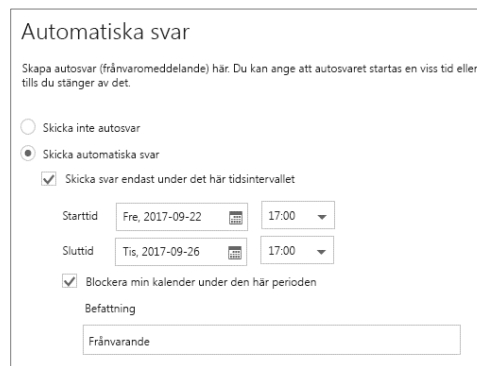 Automatiska svar
Skapa autosvar (frånvaromeddelande) här. Du kan ange att autosvaret startas en viss tid eller
tills du stänger av det.
Skicka inte autosvar
Skicka automatiska svar
Skicka svar endast under det här tidsintervallet
Starttid Fre, 2017-09-22 17:00
Sluttid Tis, 2017-09-26 17:00
Blockera min kalender under den här perioden
Befattning
Frånvarande